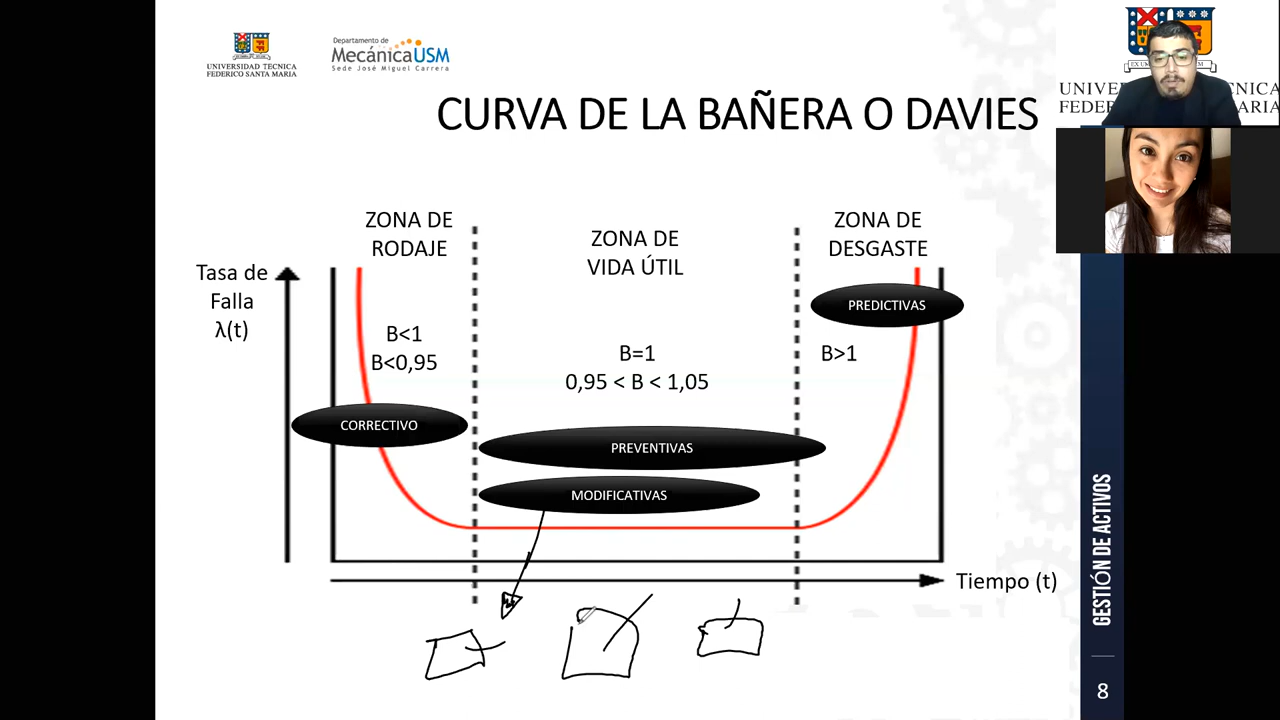 UNIVERSIDAD TECNICA
FEDERICO SANTA MARIA
Departamento de
MecánicaUSM
Sede José Miguel Carrera
CURVA DE LA BAÑERA O DAVIES
ZONA DE
RODAJE
ZONA DE
VIDA ÚTIL
ZONA DE
DESGASTE
Tasa de
Falla
λ(t)
PREDICTIVAS
B<1
B<0,95
B=1
0,95 < B < 1,05
B>1
CORRECTIVO
PREVENTIVAS
MODIFICATIVAS
Tiempo (t)
GESTIÓN DE ACTIVOS
8